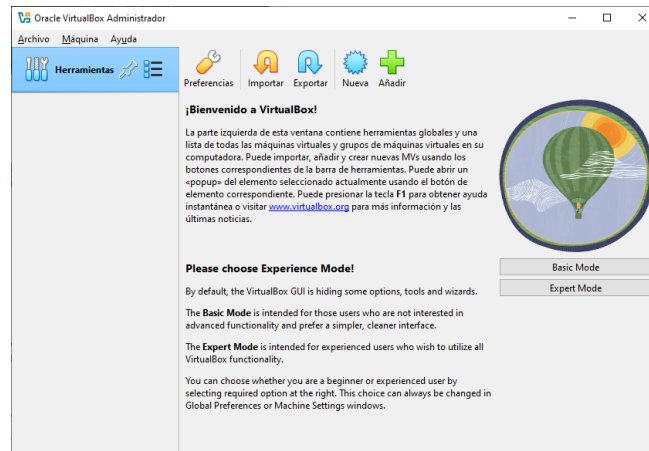 Oracle VirtualBox Administrador
Archivo Máquina Ayuda
Herramientas
Preferencias Importar Exportar Nueva Añadir
¡Bienvenido a VirtualBox!
La parte izquierda de esta ventana contiene herramientas globales y una
lista de todas las máquinas virtuales y grupos de máquinas virtuales en su
computadora. Puede importar, añadir y crear nuevas MVs usando los
botones correspondientes de la barra de herramientas. Puede abrir un
«popup» del elemento seleccionado actualmente usando el botón de
elemento correspondiente. Puede presionar la tecla F1 para obtener ayuda
instantánea o visitar www.virtualbox.org para más información y las
últimas noticias.
Please choose Experience Mode!
By default, the VirtualBox GUI is hiding some options, tools and wizards.
The Basic Mode is intended for those users who are not interested in
advanced functionality and prefer a simpler, cleaner interface.
The Expert Mode is intended for experienced users who wish to utilize all
VirtualBox functionality.
You can choose whether you are a beginner or experienced user by
selecting required option at the right. This choice can always be changed in
Global Preferences or Machine Settings windows.
Basic Mode
Expert Mode